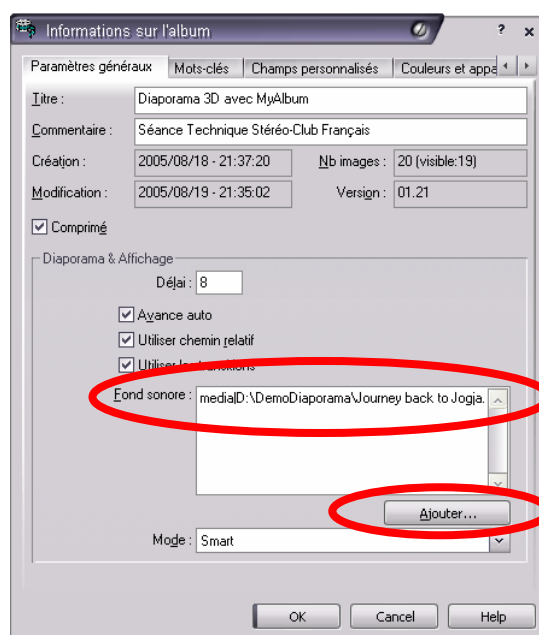 Informations sur l'album
Paramètres généraux Mots-clés Champs personnalisés Couleurs et appa
Titre : Diaporama 3D avec MyAlbum
Commentaire : Séance Technique Stéréo-Club Français
Création : 2005/08/18 - 21:37:20 Nb images : 20 (visible:19)
Modification : 2005/08/19 - 21:35:02 Version : 01.21
Comprimé
Diaporama & Affichage
Délai : 8
Avance auto
Utiliser chemin relatif
Utiliser les transitions
Fond sonore : media|D:\DemoDiaporama\Journey back to Jogja.
Ajouter...
Mode : Smart
OK Cancel Help